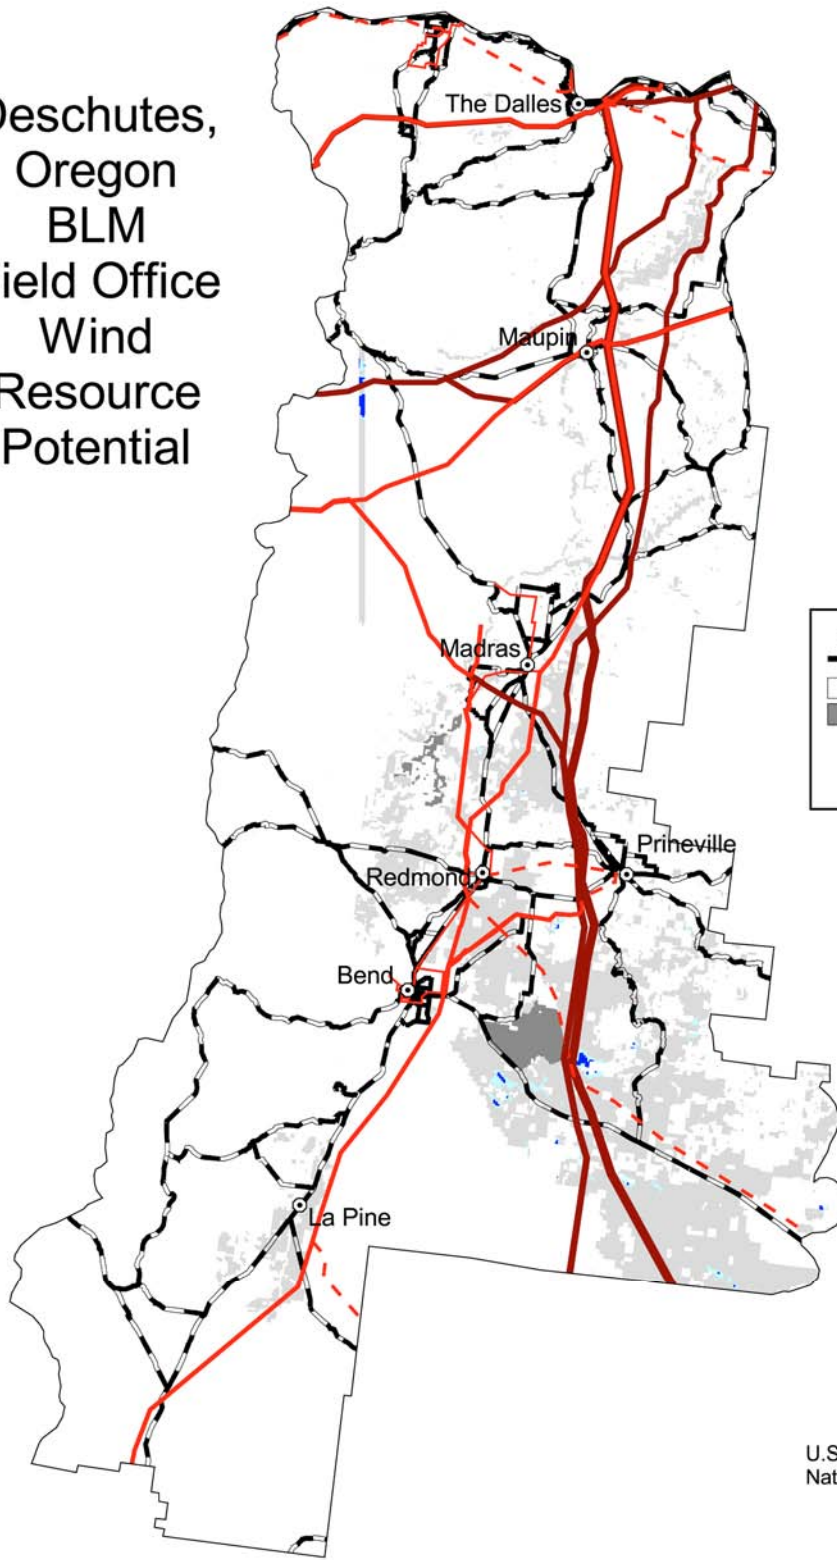 Deschutes,
Oregon
BLM
ield Office
Wind
Resource
Potential
The Dalles
Maupin
Madras
Prineville
Redmond
Bend
La Pine
U.S
Nat